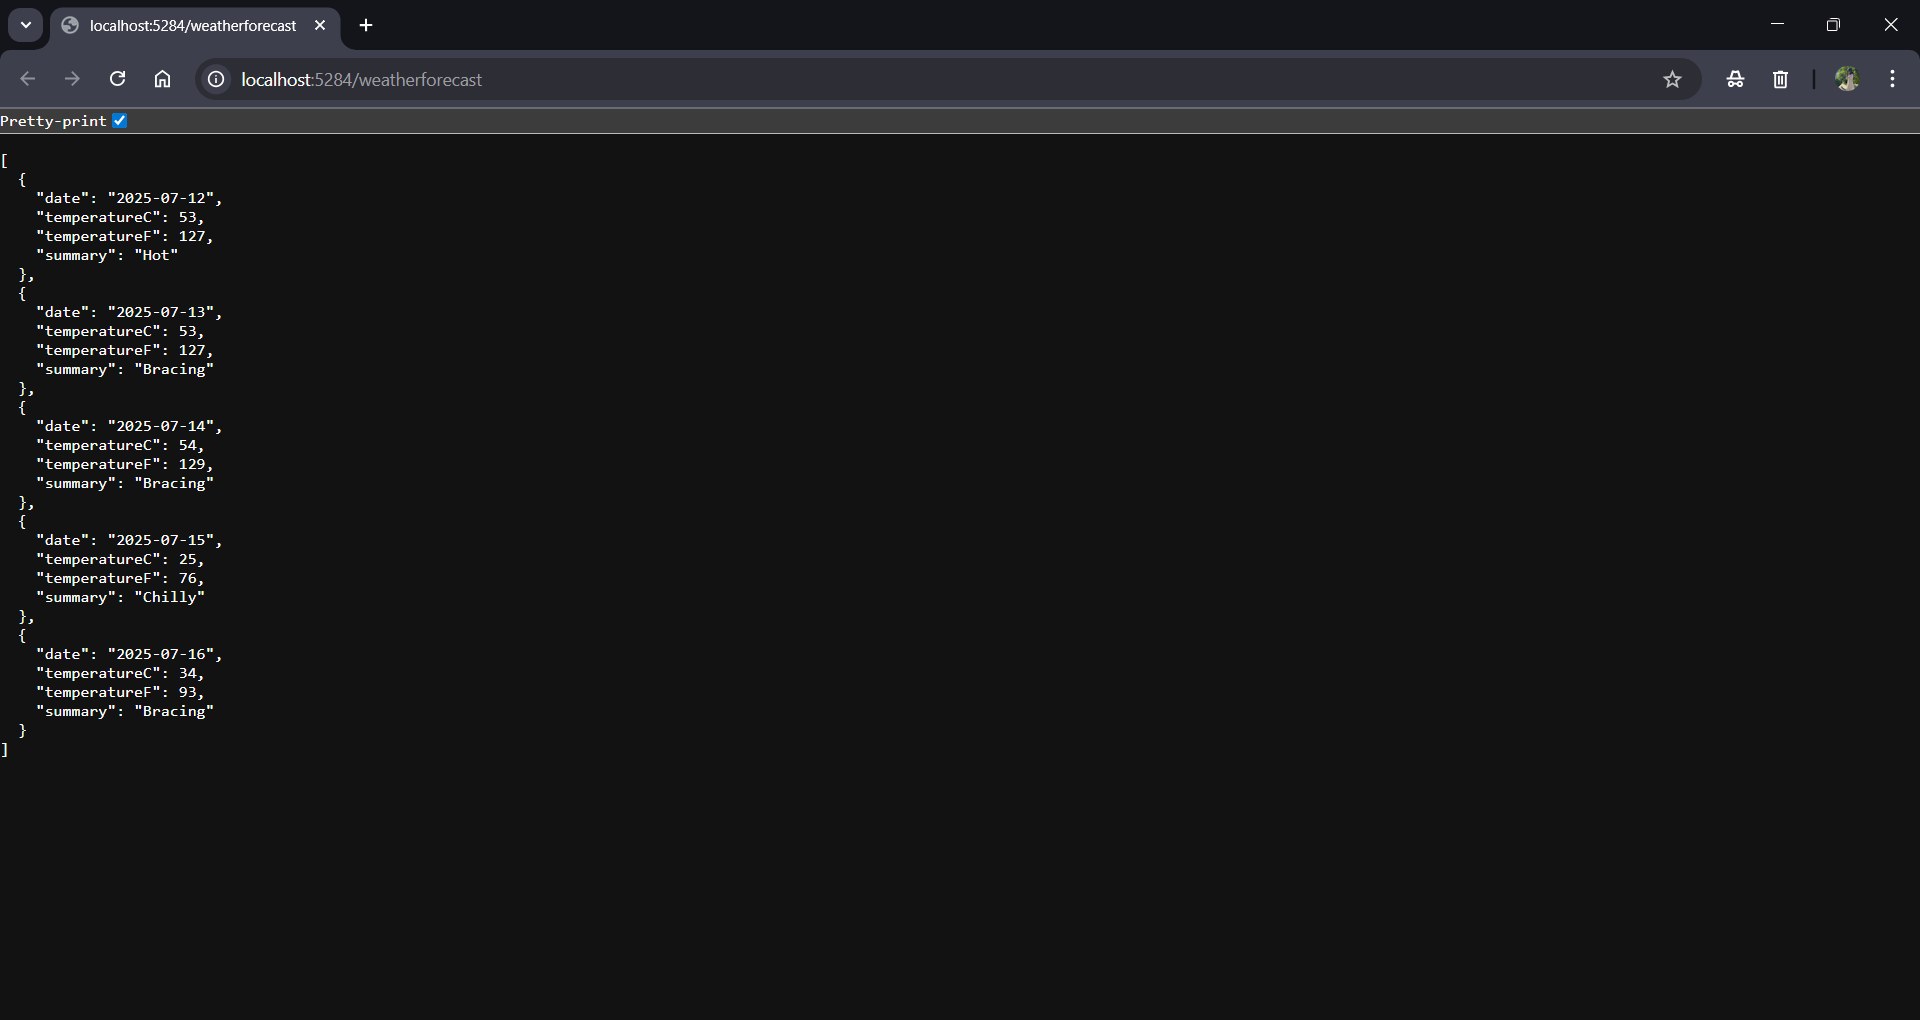 localhost:5284/weatherforecast
localhost:5284/weatherforecast
Pretty-print
[
  {
    "date": "2025-07-12",
    "temperatureC": 53,
    "temperatureF": 127,
    "summary": "Hot"
  },
  {
    "date": "2025-07-13",
    "temperatureC": 53,
    "temperatureF": 127,
    "summary": "Bracing"
  },
  {
    "date": "2025-07-14",
    "temperatureC": 54,
    "temperatureF": 129,
    "summary": "Bracing"
  },
  {
    "date": "2025-07-15",
    "temperatureC": 25,
    "temperatureF": 76,
    "summary": "Chilly"
  },
  {
    "date": "2025-07-16",
    "temperatureC": 34,
    "temperatureF": 93,
    "summary": "Bracing"
  }
]